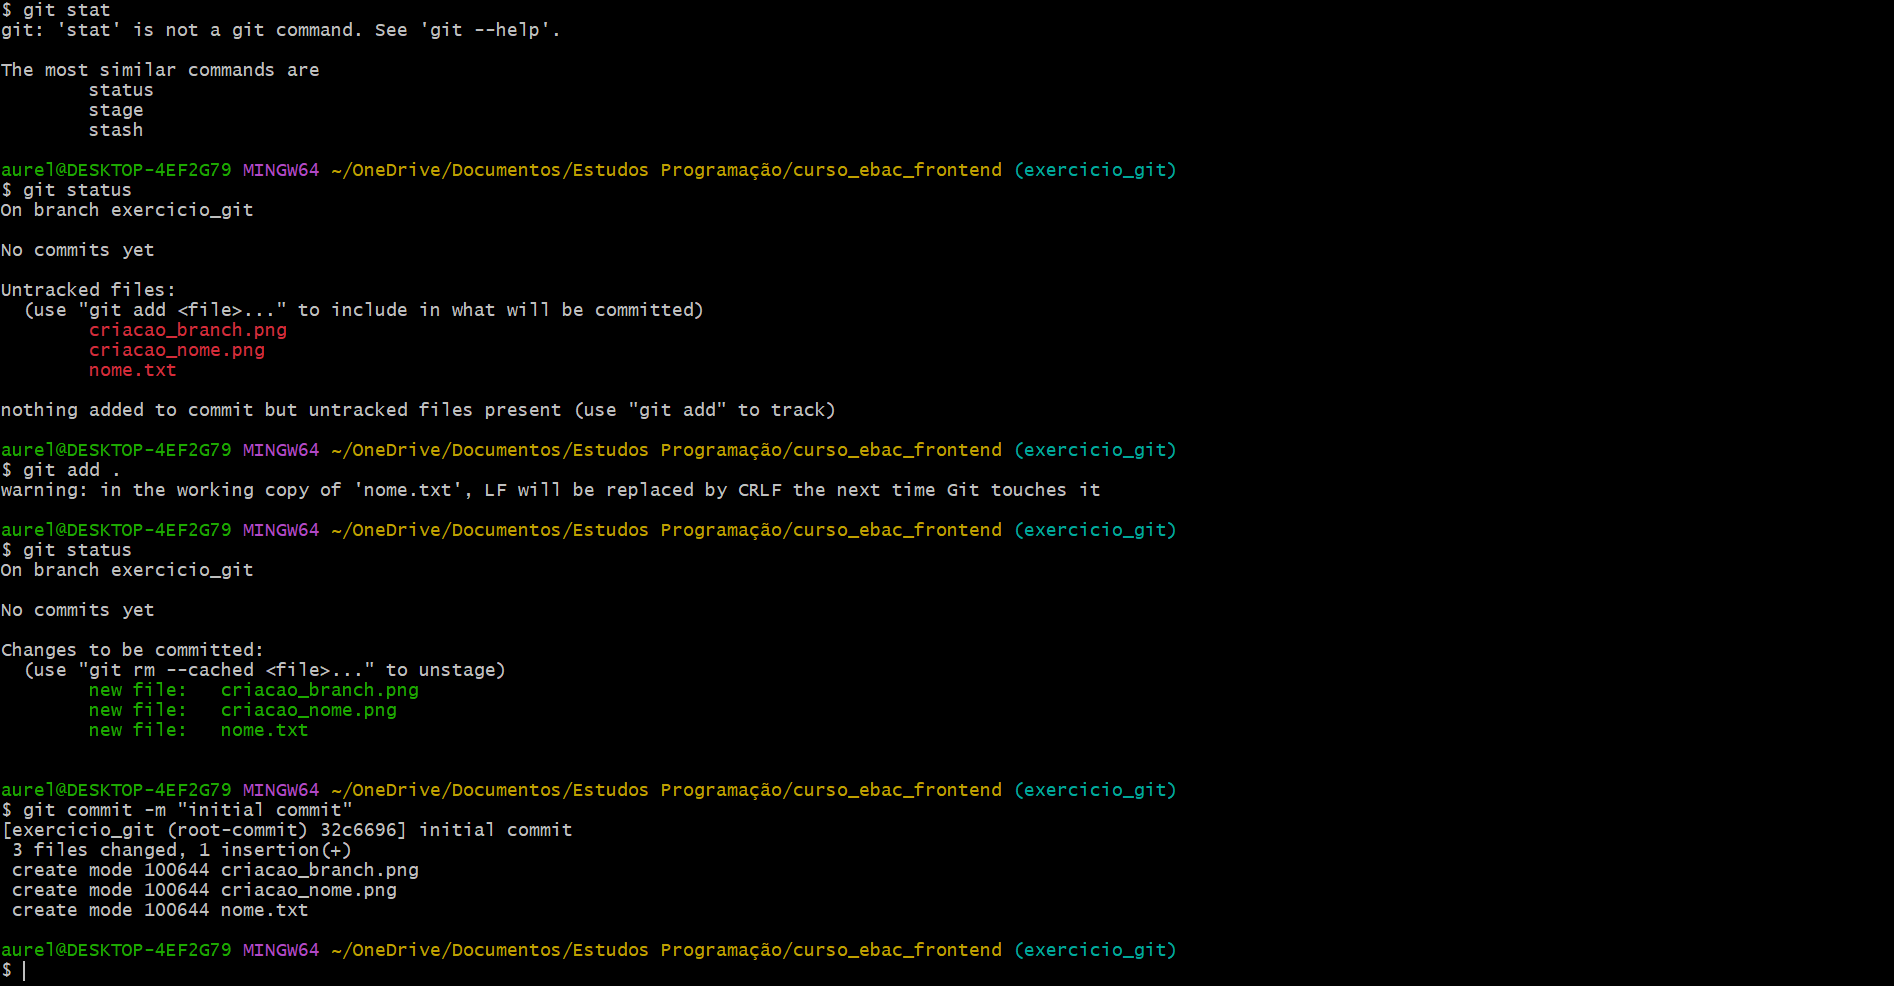 $ git stat
git: 'stat' is not a git command. See 'git --help'.
The most similar commands are
status
stage
stash
aurel@DESKTOP-4EF2G79 MINGW64 ~/OneDrive/Documentos/Estudos Programação/curso_ebac_frontend (exercicio_git)
$ git status
On branch exercicio_git
No commits yet
Untracked files:
(use "git add <file>..." to include in what will be committed)
criacao_branch.png
criacao_nome.png
nome.txt
nothing added to commit but untracked files present (use "git add" to track)
aurel@DESKTOP-4EF2G79 MINGW64 ~/OneDrive/Documentos/Estudos Programação/curso_ebac_frontend (exercicio_git)
$ git add .
warning: in the working copy of 'nome.txt', LF will be replaced by CRLF the next time Git touches it
aurel@DESKTOP-4EF2G79 MINGW64 ~/OneDrive/Documentos/Estudos Programação/curso_ebac_frontend (exercicio_git)
$ git status
On branch exercicio_git
No commits yet
Changes to be committed:
(use "git rm --cached <file>..." to unstage)
new file:   criacao_branch.png
new file:   criacao_nome.png
new file:   nome.txt
aurel@DESKTOP-4EF2G79 MINGW64 ~/OneDrive/Documentos/Estudos Programação/curso_ebac_frontend (exercicio_git)
$ git commit -m "initial commit"
[exercicio_git (root-commit) 32c6696] initial commit
3 files changed, 1 insertion(+)
create mode 100644 criacao_branch.png
create mode 100644 criacao_nome.png
create mode 100644 nome.txt
aurel@DESKTOP-4EF2G79 MINGW64 ~/OneDrive/Documentos/Estudos Programação/curso_ebac_frontend (exercicio_git)
$